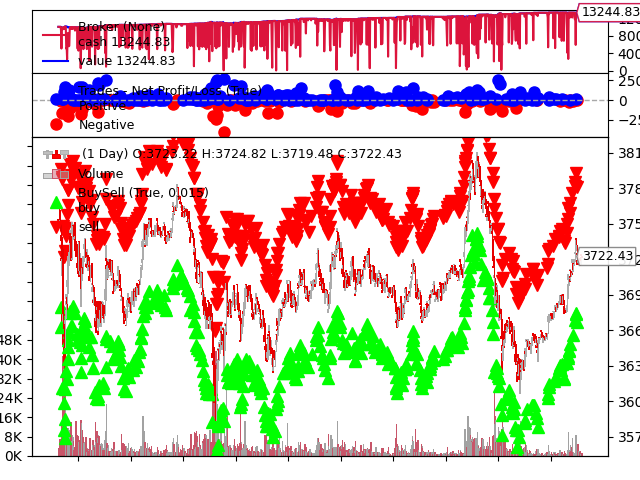 Broker (None)
cash 13244.83
value 13244.83
13244.83
800
400
0
Trades - Net Profit/Loss (True)
Positive
Negative
250
0
(1 Day) O:3723.22 H:3724.82 L:3719.48 C:3722.43
Volume
BuySell (True, 0.015)
buy
sell
3722.43
381
378
375
369
366
363
360
357
48K
40K
32K
24K
16K
8K
0K